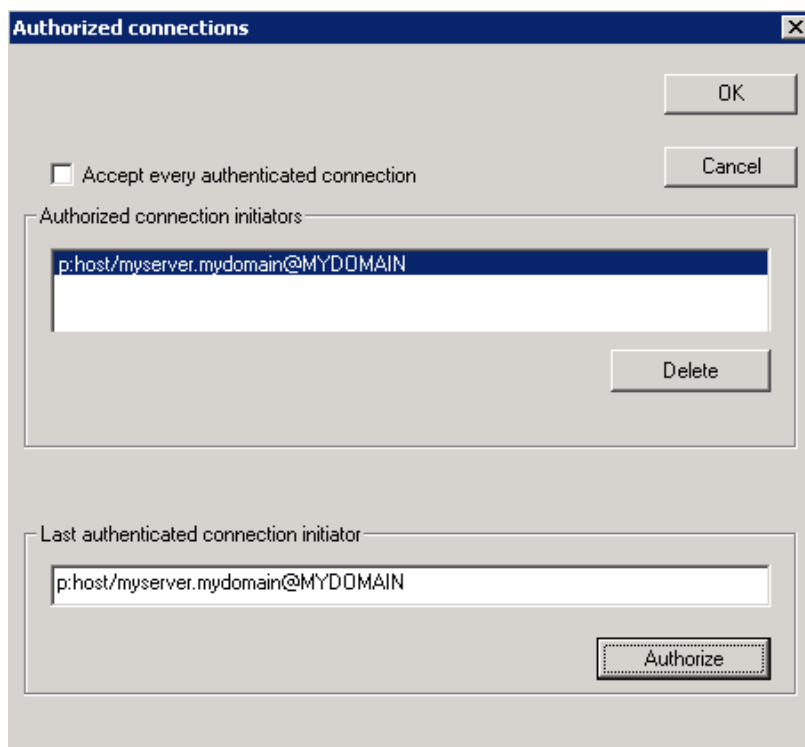 Authorized connections
OK
Accept every authenticated connection
Cancel
Authorized connection initiators
p:host/myserver.mydomain@MYDOMAIN
Delete
Last authenticated connection initiator
p:host/myserver.mydomain@MYDOMAIN
Authorize